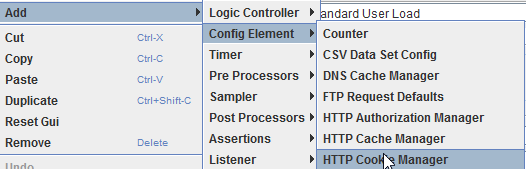 Add
Cut Ctrl-X
Copy Ctrl-C
Paste Ctrl-V
Duplicate Ctrl+Shift-C
Reset Gui
Remove Delete
Undo
Logic Controller
Config Element
Timer
Pre Processors
Sampler
Post Processors
Assertions
Listener
andard User Load
Counter
CSV Data Set Config
DNS Cache Manager
FTP Request Defaults
HTTP Authorization Manager
HTTP Cache Manager
HTTP Cookie Manager